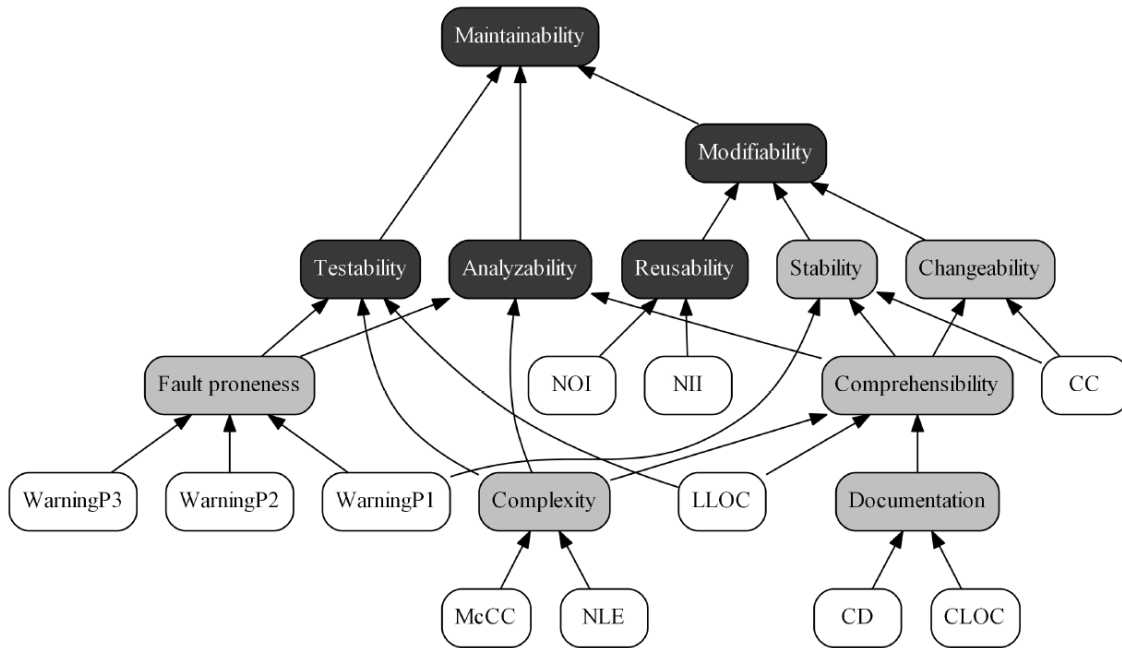 Maintainability
Modifiability
Testability
Analyzability
Reusability
Stability
Changeability
Fault proneness
NOI
NII
Comprehensibility
CC
WarningP3
WarningP2
WarningP1
Complexity
LLOC
Documentation
McCC
NLE
CD
CLOC